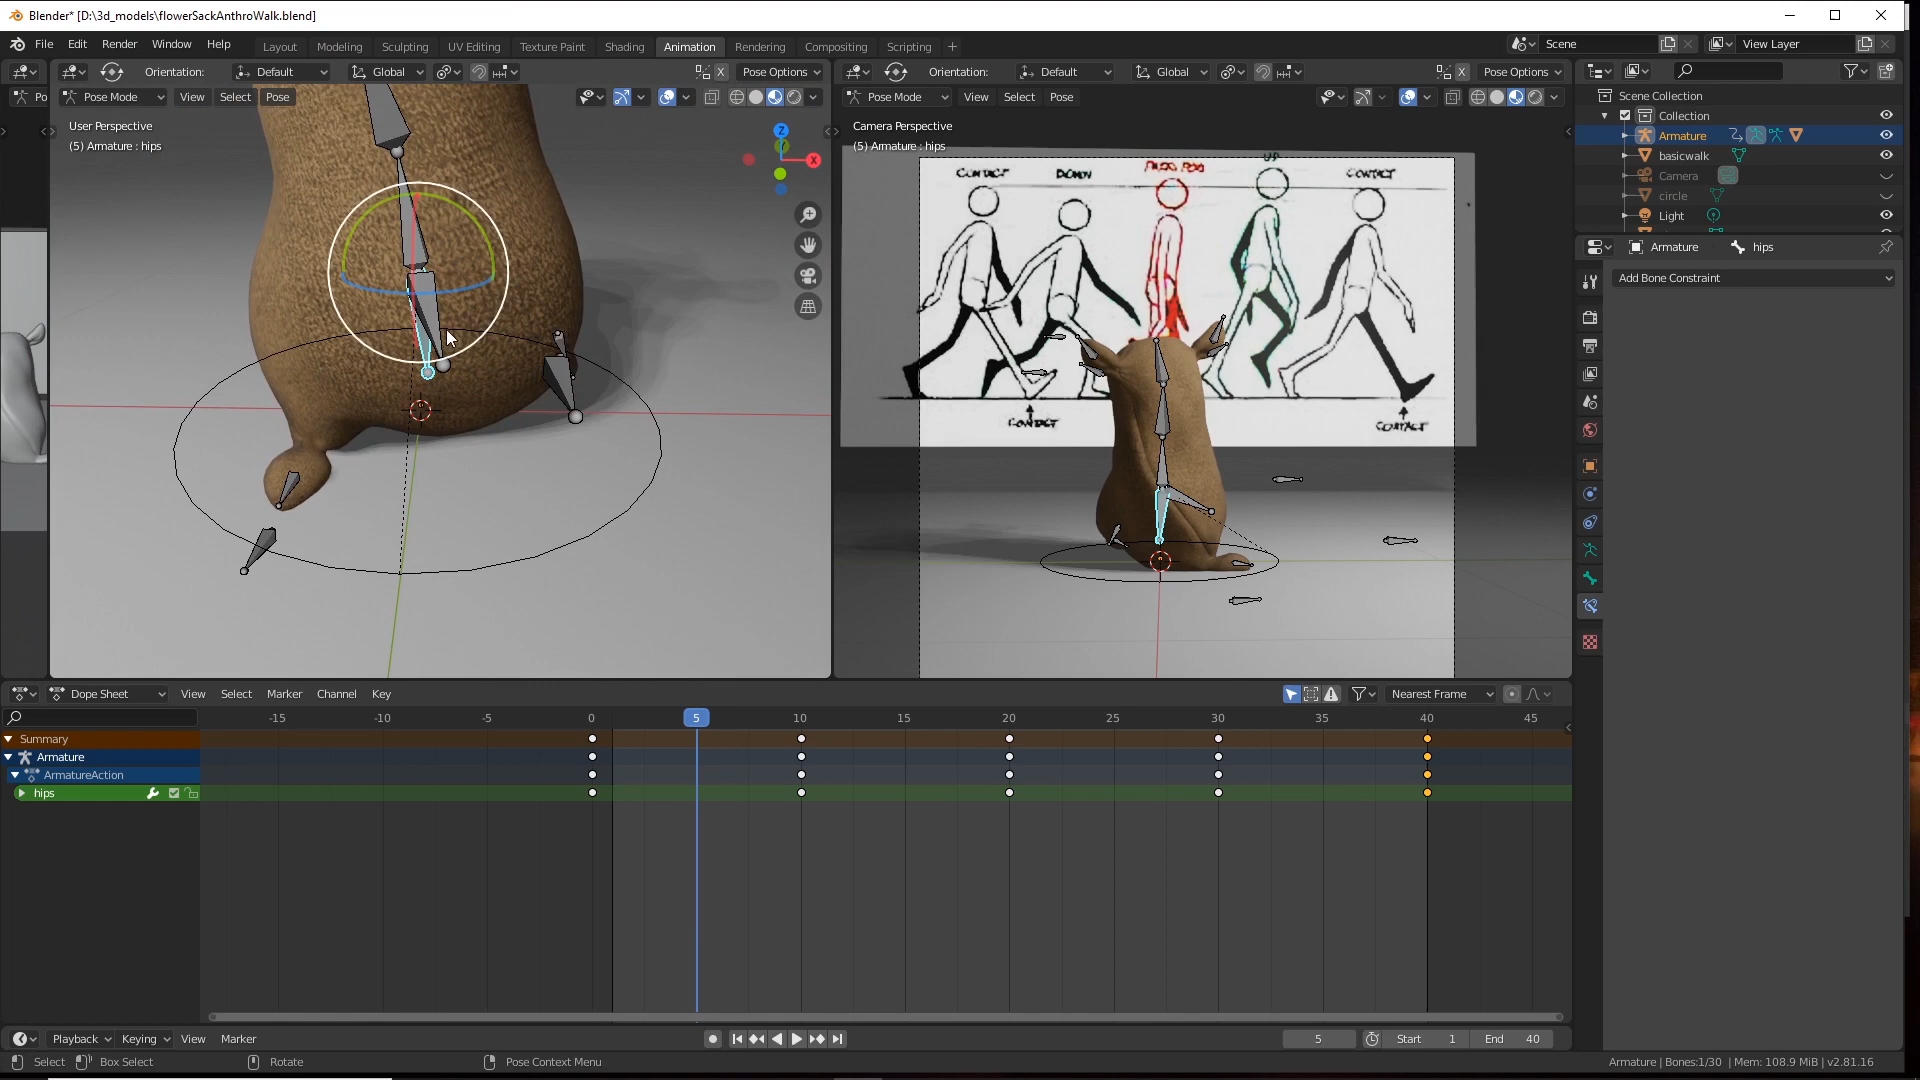 Blender* [D:\3d_models\flowerSackAnthroWalk.blend]
File Edit Render Window Help Layout Modeling Sculpting UV Editing Texture Paint Shading Animation Rendering Compositing Scripting + Scene View Layer
Orientation: Default Global X Pose Options
Orientation: Default Global X Pose Options
Po Pose Mode View Select Pose
Pose Mode View Select Pose
User Perspective
(5) Armature : hips
Z
X
Camera Perspective
(5) Armature : hips
CONTACT DOWN PASS POS UP CONTACT
CONTACT CONTACT
Scene Collection
Collection
Armature
basicwalk
Camera
circle
Light
Armature hips
Add Bone Constraint
Dope Sheet View Select Marker Channel Key Nearest Frame
-15 -10 -5 0 5 10 15 20 25 30 35 40 45
Summary
Armature
ArmatureAction
hips
Playback Keying View Marker 5 Start 1 End 40
Select Box Select Rotate Pose Context Menu Armature | Bones:1/30 | Mem: 108.9 MiB | v2.81.16